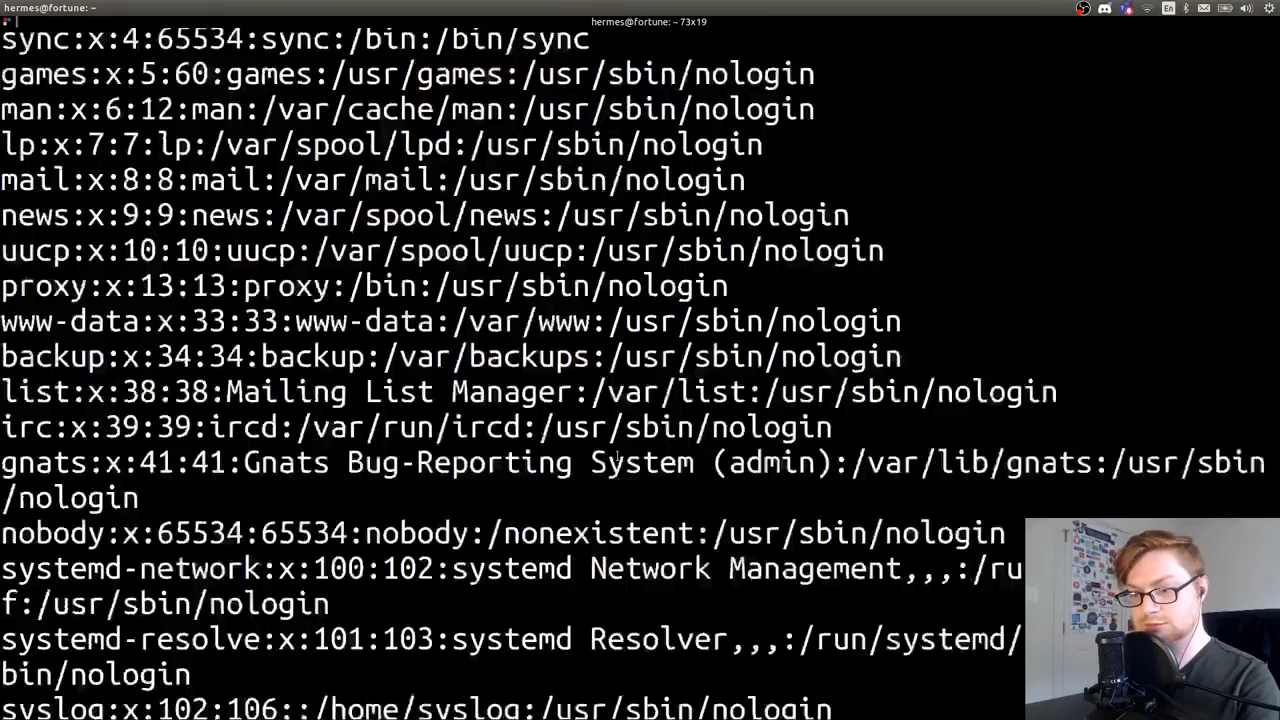 hermes@fortune: ~
hermes@fortune: ~ 73x19
En
sync:x:4:65534:sync:/bin:/bin/sync
games:x:5:60:games:/usr/games:/usr/sbin/nologin
man:x:6:12:man:/var/cache/man:/usr/sbin/nologin
lp:x:7:7:lp:/var/spool/lpd:/usr/sbin/nologin
mail:x:8:8:mail:/var/mail:/usr/sbin/nologin
news:x:9:9:news:/var/spool/news:/usr/sbin/nologin
uucp:x:10:10:uucp:/var/spool/uucp:/usr/sbin/nologin
proxy:x:13:13:proxy:/bin:/usr/sbin/nologin
www-data:x:33:33:www-data:/var/www:/usr/sbin/nologin
backup:x:34:34:backup:/var/backups:/usr/sbin/nologin
list:x:38:38:Mailing List Manager:/var/list:/usr/sbin/nologin
irc:x:39:39:ircd:/var/run/ircd:/usr/sbin/nologin
gnats:x:41:41:Gnats Bug-Reporting System (admin):/var/lib/gnats:/usr/sbin
/nologin
nobody:x:65534:65534:nobody:/nonexistent:/usr/sbin/nologin
systemd-network:x:100:102:systemd Network Management,,,:/ru
f:/usr/sbin/nologin
systemd-resolve:x:101:103:systemd Resolver,,,:/run/systemd/
bin/nologin
syslog:x:102:106::/home/syslog:/usr/sbin/nologin